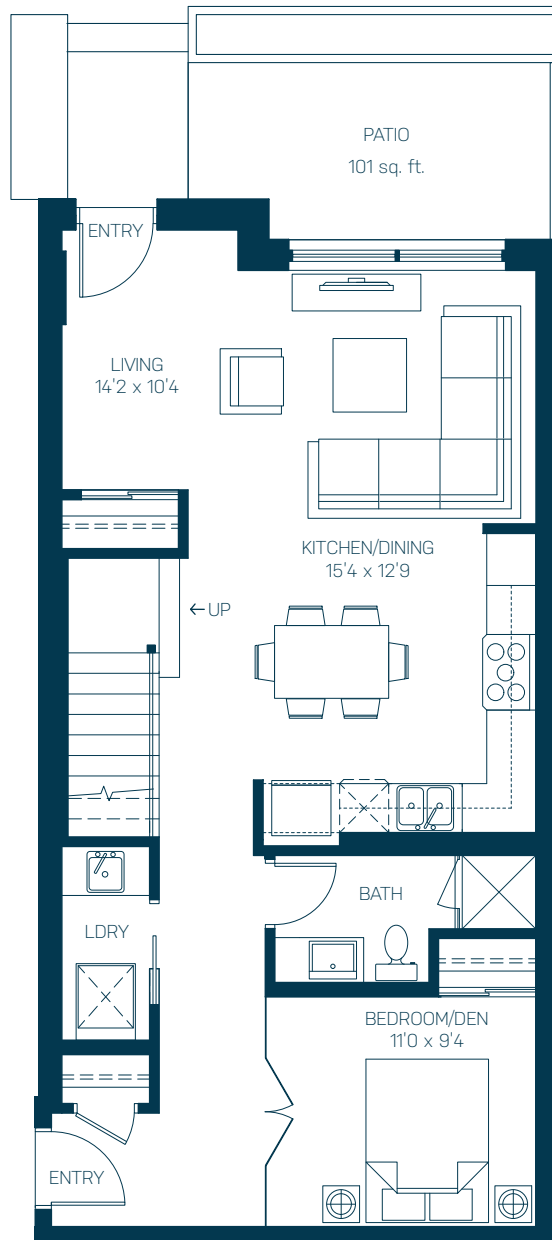 PATIO
101 sq. ft.
ENTRY
LIVING
14'2 x 10'4
KITCHEN/DINING
15'4 x 12'9
←UP
BATH
LDRY
BEDROOM/DEN
11'0 x 9'4
ENTRY